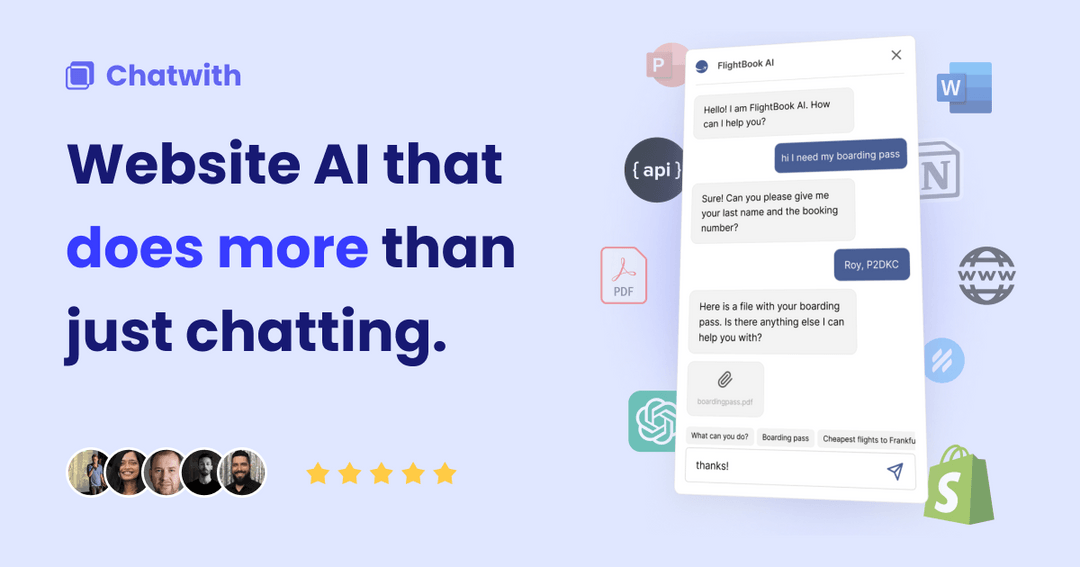 Chatwith
Website AI that
does more than
just chatting.
P
W
{ api }
N
PDF
WWW
S
FlightBook AI
Hello! I am FlightBook AI. How
can I help you?
hi I need my boarding pass
Sure! Can you please give me
your last name and the booking
number?
Roy, P2DKC
Here is a file with your boarding
pass. Is there anything else I can
help you with?
boardingpass.pdf
What can you do?
Boarding pass
Cheapest flights to Frankfu
thanks!